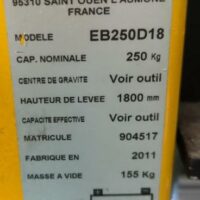 95310 SAINT OUEN L'AUMONE
FRANCE
MODELE EB250D18
CAP. NOMINALE 250 Kg
CENTRE DE GRAVITE Voir outil
HAUTEUR DE LEVEE 1800 mm
CAPACITE EFFECTIVE Voir outil
MATRICULE 904517
FABRIQUE EN 2011
MASSE A VIDE 155 Kg